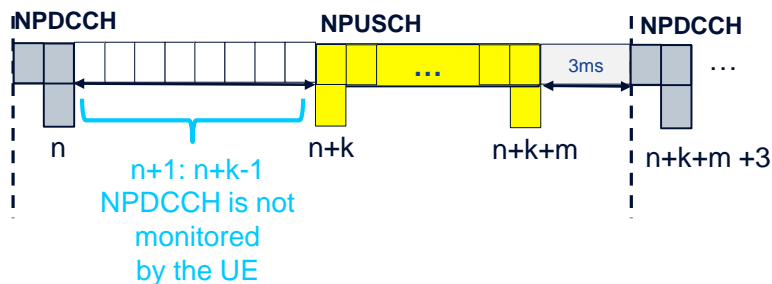 NPDCCH
NPUSCH
NPDCCH
...
3ms
...
n
n+k
n+k+m
n+k+m +3
n+1: n+k-1
NPDCCH is not
monitored
by the UE